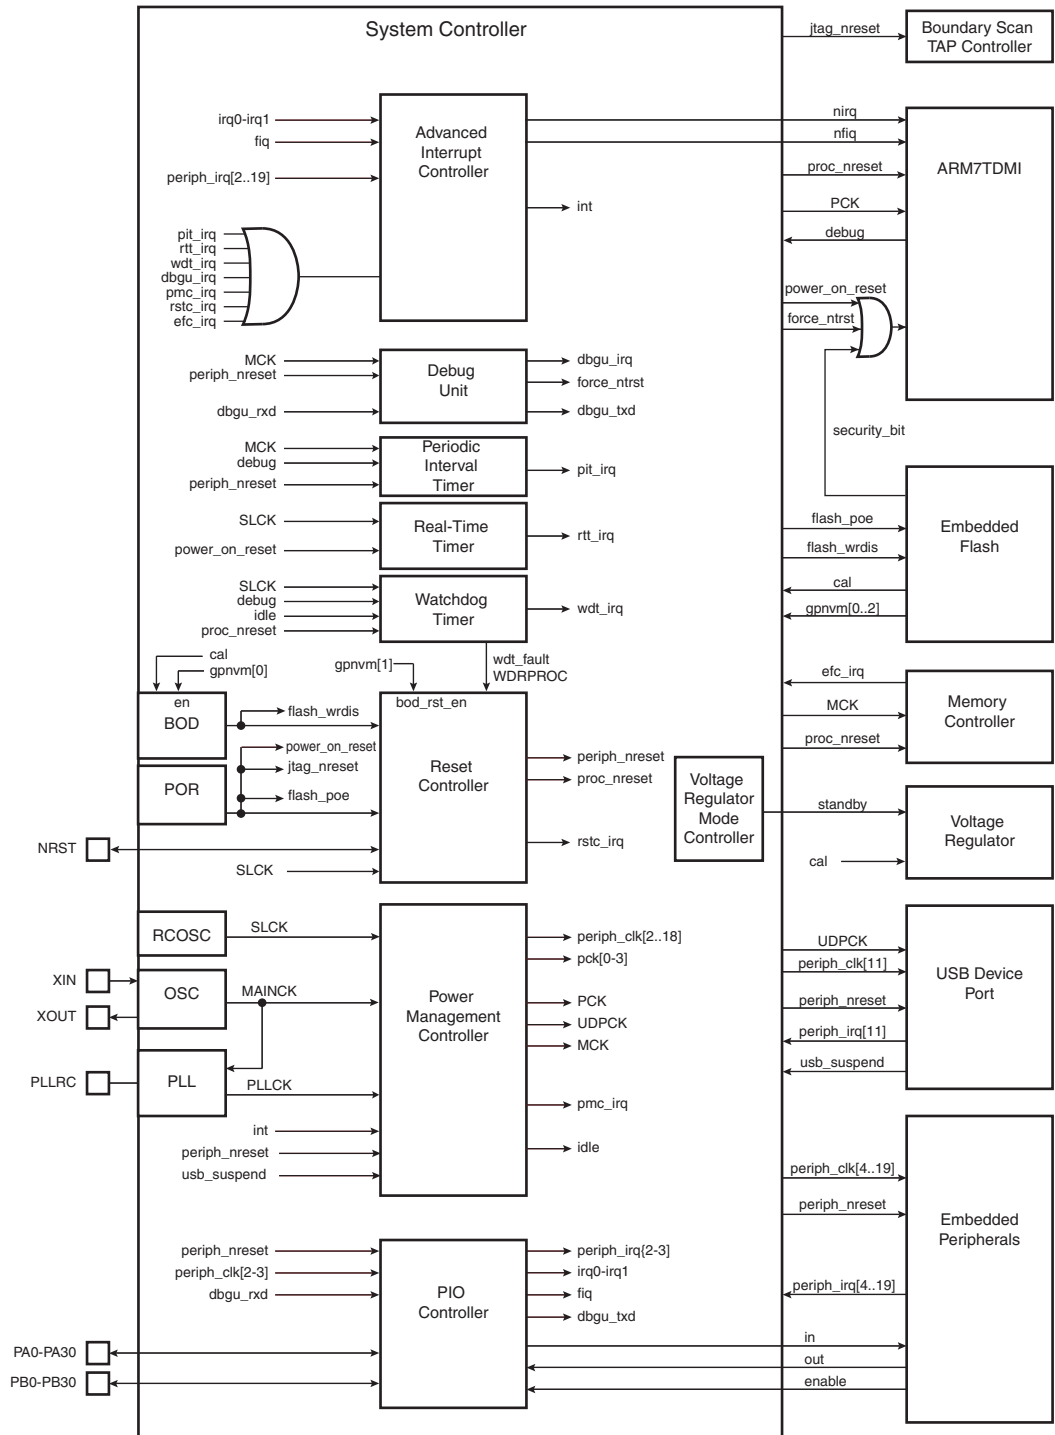 System Controller
jtag_nreset
Boundary Scan
TAP Controller
irq0-irq1
fiq
periph_irq[2..19]
Advanced
Interrupt
Controller
int
nirq
nfiq
proc_nreset
PCK
debug
ARM7TDMI
pit_irq
rtt_irq
wdt_irq
dbgu_irq
pmc_irq
rstc_irq
efc_irq
power_on_reset
force_ntrst
security_bit
MCK
periph_nreset
dbgu_rxd
Debug
Unit
dbgu_irq
force_ntrst
dbgu_txd
MCK
debug
periph_nreset
Periodic
Interval
Timer
pit_irq
SLCK
power_on_reset
Real-Time
Timer
rtt_irq
flash_poe
flash_wrdis
cal
gpnvm[0..2]
Embedded
Flash
SLCK
debug
idle
proc_nreset
Watchdog
Timer
wdt_irq
wdt_fault
WDRPROC
cal
gpnvm[0]
gpnvm[1]
en
BOD
bod_rst_en
flash_wrdis
power_on_reset
jtag_nreset
flash_poe
POR
Reset
Controller
periph_nreset
proc_nreset
rstc_irq
NRST
SLCK
efc_irq
MCK
proc_nreset
Memory
Controller
Voltage
Regulator
Mode
Controller
standby
cal
Voltage
Regulator
RCOSC
SLCK
XIN
XOUT
OSC
MAINCK
PLLRC
PLL
PLLCK
int
periph_nreset
usb_suspend
Power
Management
Controller
periph_clk[2..18]
pck[0-3]
PCK
UDPCK
MCK
pmc_irq
idle
UDPCK
periph_clk[11]
periph_nreset
periph_irq[11]
usb_suspend
USB Device
Port
periph_clk[4..19]
periph_nreset
periph_irq[4..19]
in
out
enable
Embedded
Peripherals
periph_nreset
periph_clk[2-3]
dbgu_rxd
PIO
Controller
periph_irq{2-3]
irq0-irq1
fiq
dbgu_txd
PA0-PA30
PB0-PB30